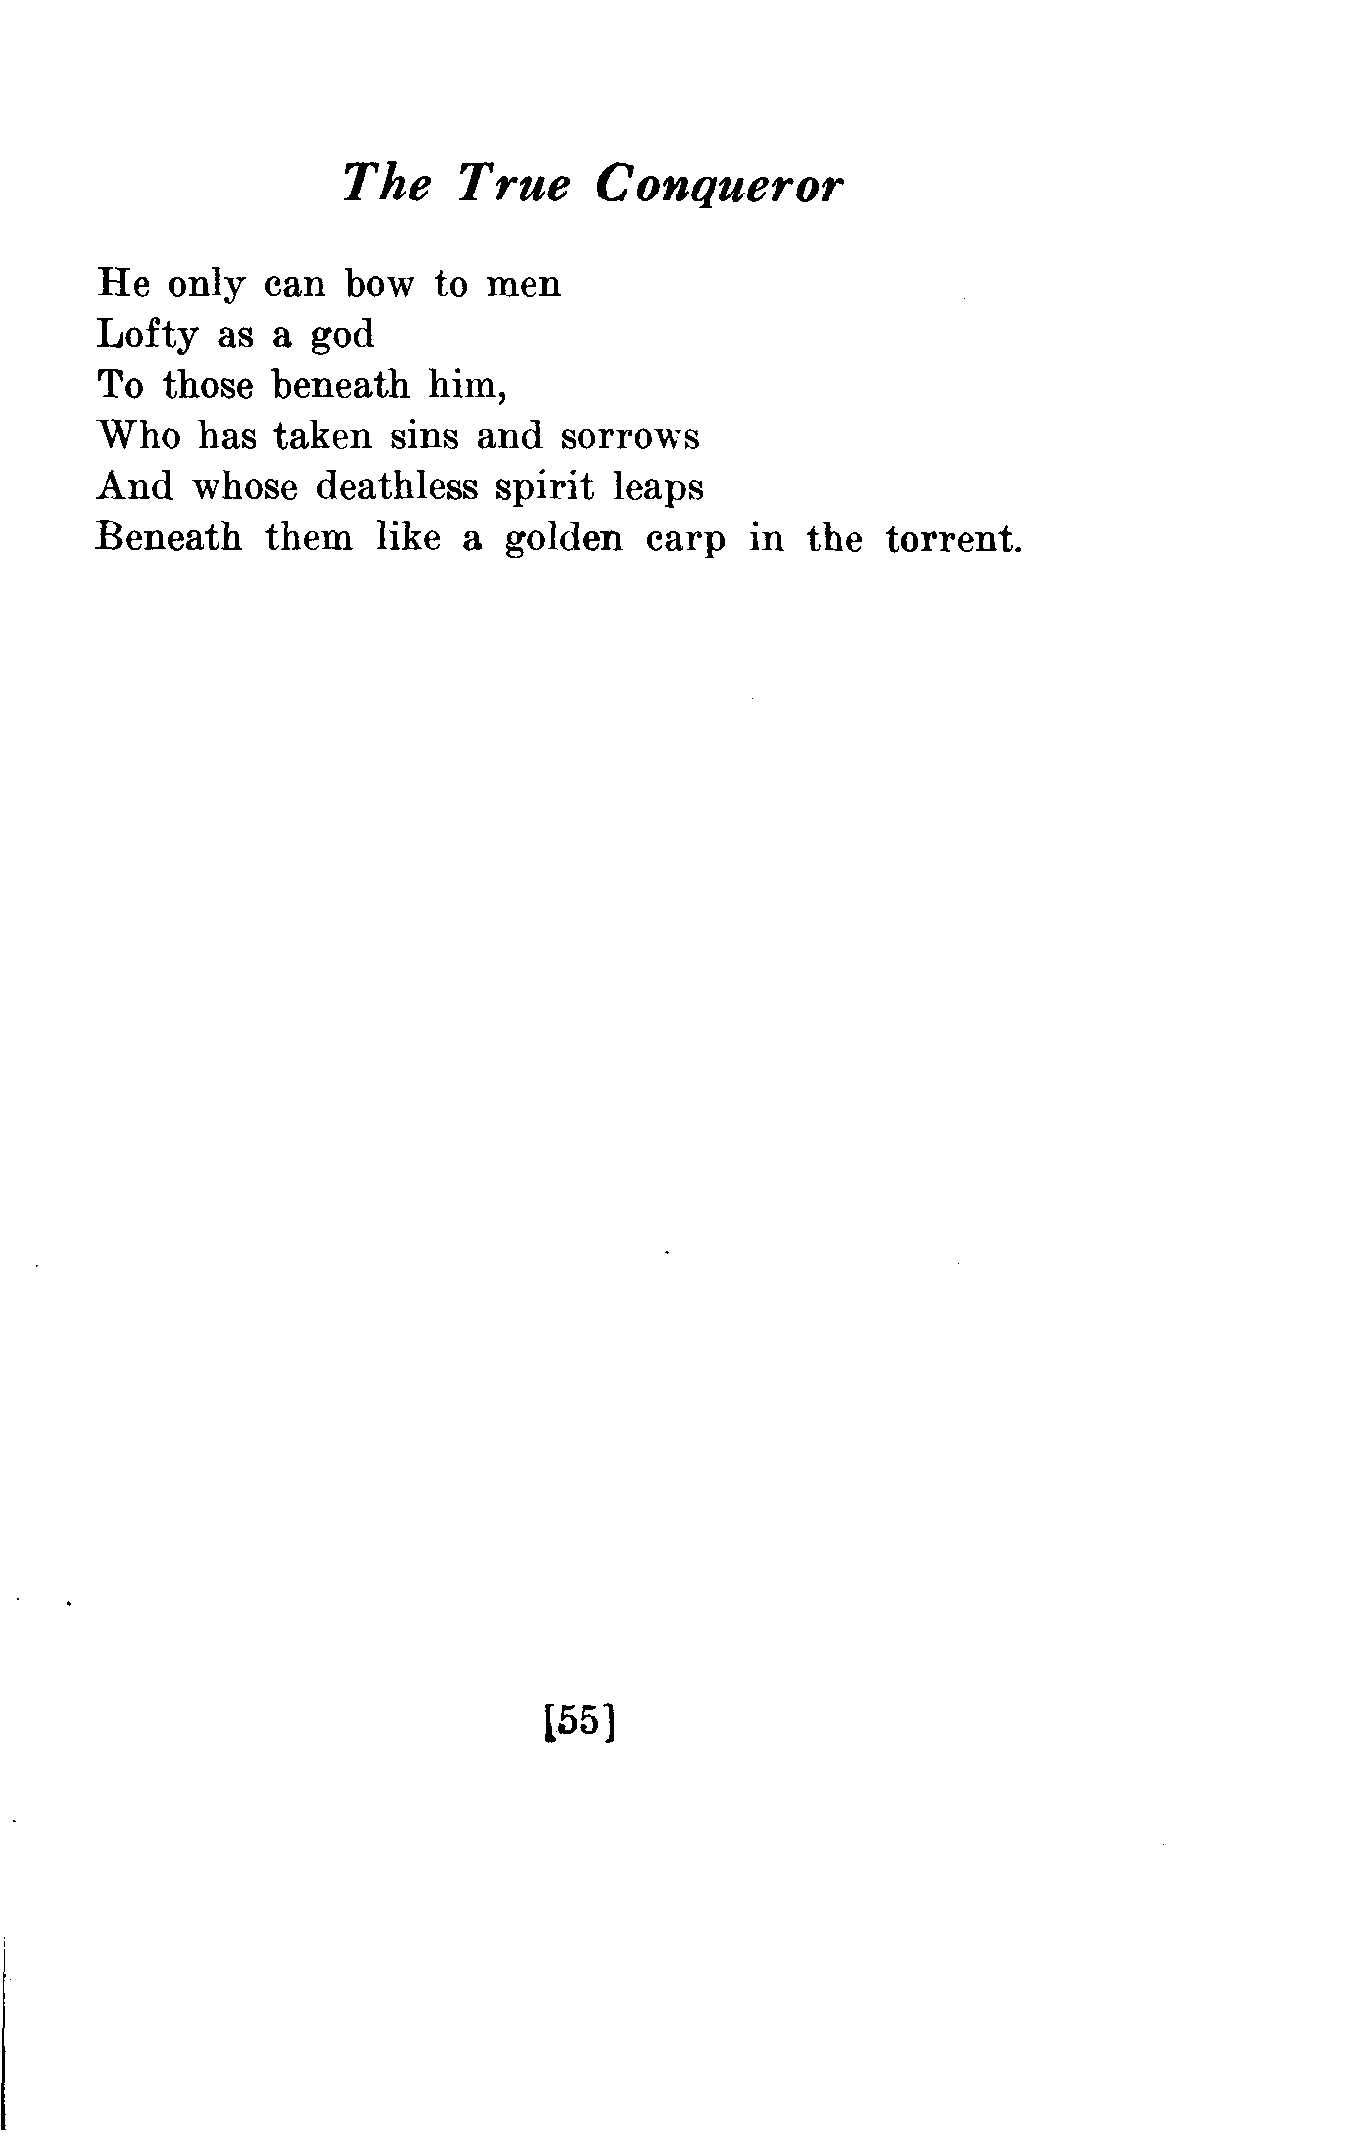 The True Conqueror
He only can bow to men
Lofty as a god
To those beneath him,
Who has taken sins and sorrows
And whose deathless spirit leaps
Beneath them like a golden carp in the torrent.
[55]